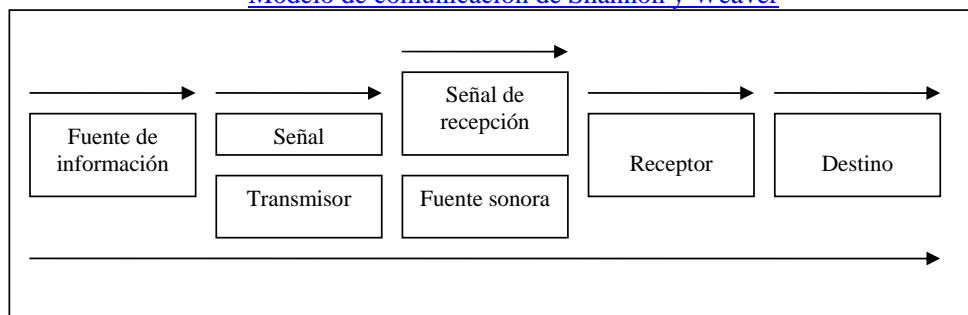 Modelo de comunicación de Shannon y Weaver
Fuente de
información
Señal
Transmisor
Señal de
recepción
Fuente sonora
Receptor
Destino